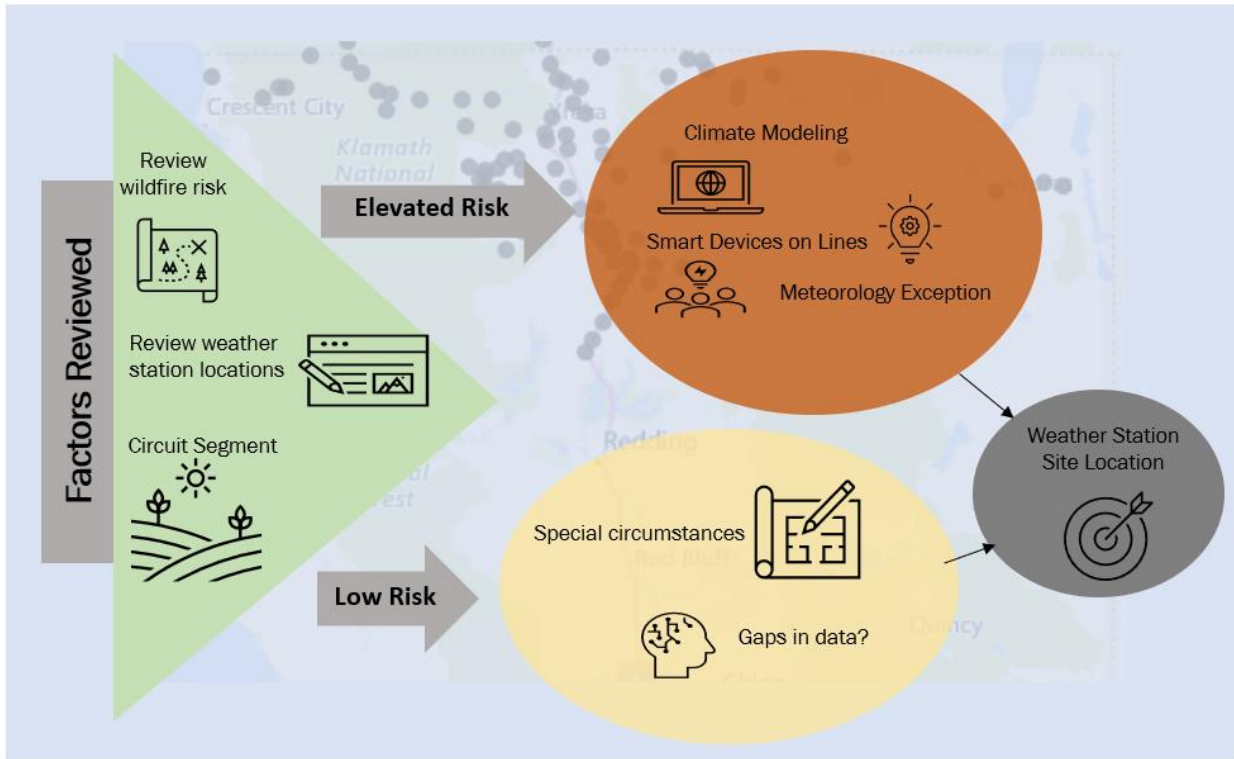 Factors Reviewed
Review
wildfire risk
Review weather
station locations
Circuit Segment
Elevated Risk
Low Risk
Climate Modeling
Smart Devices on Lines
Meteorology Exception
Special circumstances
Gaps in data?
Weather Station
Site Location
Crescent City
Yreka
Klamath
National
Redding
Red Bluff
Quincy